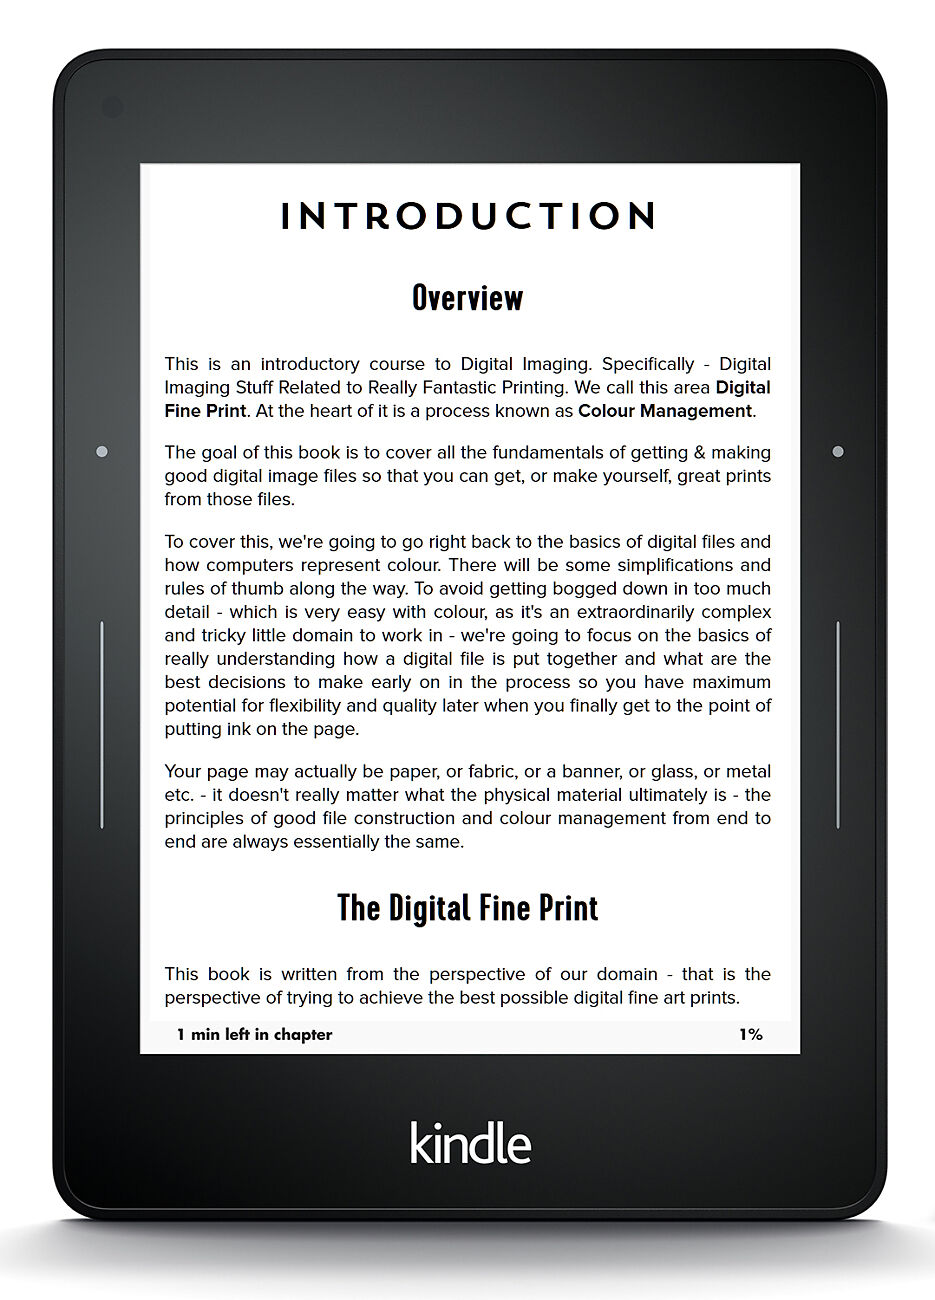 INTRODUCTION
Overview
This is an introductory course to Digital Imaging. Specifically - Digital
Imaging Stuff Related to Really Fantastic Printing. We call this area Digital
Fine Print. At the heart of it is a process known as Colour Management.
The goal of this book is to cover all the fundamentals of getting & making
good digital image files so that you can get, or make yourself, great prints
from those files.
To cover this, we're going to go right back to the basics of digital files and
how computers represent colour. There will be some simplifications and
rules of thumb along the way. To avoid getting bogged down in too much
detail - which is very easy with colour, as it's an extraordinarily complex
and tricky little domain to work in - we're going to focus on the basics of
really understanding how a digital file is put together and what are the
best decisions to make early on in the process so you have maximum
potential for flexibility and quality later when you finally get to the point of
putting ink on the page.
Your page may actually be paper, or fabric, or a banner, or glass, or metal
etc. - it doesn't really matter what the physical material ultimately is - the
principles of good file construction and colour management from end to
end are always essentially the same.
The Digital Fine Print
This book is written from the perspective of our domain - that is the
perspective of trying to achieve the best possible digital fine art prints.
1 min left in chapter 1%
kindle